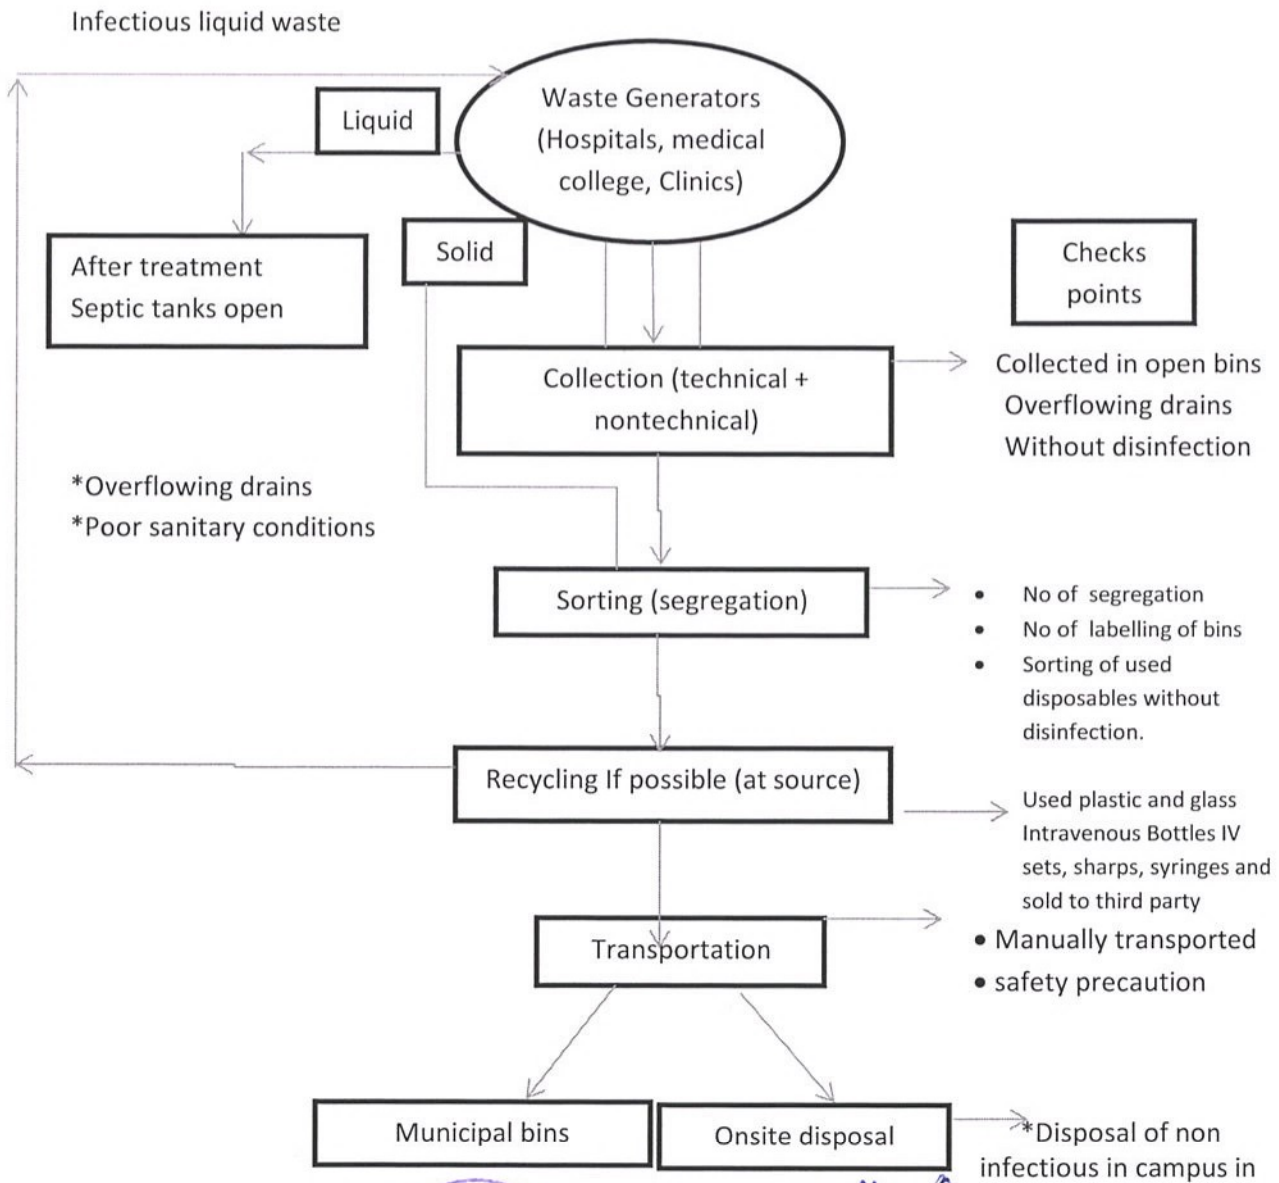 Infectious liquid waste
Waste Generators
(Hospitals, medical
college, Clinics)
Liquid
After treatment
Septic tanks open
Solid
Checks
points
Collection (technical +
nontechnical)
Collected in open bins
Overflowing drains
Without disinfection
*Overflowing drains
*Poor sanitary conditions
Sorting (segregation)
• No of segregation
• No of labelling of bins
• Sorting of used
disposables without
disinfection.
Recycling If possible (at source)
Used plastic and glass
Intravenous Bottles IV
sets, sharps, syringes and
sold to third party
Transportation
• Manually transported
• safety precaution
Municipal bins
Onsite disposal
*Disposal of non
infectious in campus in